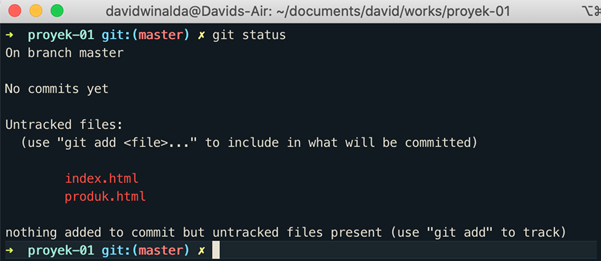 davidwinalda@Davids-Air: ~/documents/david/works/proyek-01
➜ proyek-01 git:(master) ✗ git status
On branch master
No commits yet
Untracked files:
(use "git add <file>..." to include in what will be committed)
index.html
produk.html
nothing added to commit but untracked files present (use "git add" to track)
➜ proyek-01 git:(master) ✗